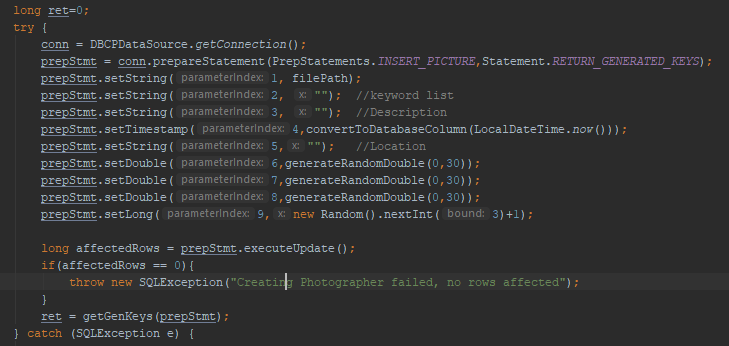 long ret=0;
try {
conn = DBCPDataSource.getConnection();
prepStmt = conn.prepareStatement(PrepStatements.INSERT_PICTURE,Statement.RETURN_GENERATED_KEYS);
prepStmt.setString( parameterIndex: 1, filePath);
prepStmt.setString( parameterIndex: 2, x: ""); //keyword list
prepStmt.setString( parameterIndex: 3, x: ""); //Description
prepStmt.setTimestamp( parameterIndex: 4,convertToDatabaseColumn(LocalDateTime.now()));
prepStmt.setString( parameterIndex: 5, x: ""); //Location
prepStmt.setDouble( parameterIndex: 6,generateRandomDouble(0,30));
prepStmt.setDouble( parameterIndex: 7,generateRandomDouble(0,30));
prepStmt.setDouble( parameterIndex: 8,generateRandomDouble(0,30));
prepStmt.setLong( parameterIndex: 9, x: new Random().nextInt( bound: 3)+1);
long affectedRows = prepStmt.executeUpdate();
if(affectedRows == 0){
throw new SQLException("Creating Photographer failed, no rows affected");
}
ret = getGenKeys(prepStmt);
} catch (SQLException e) {